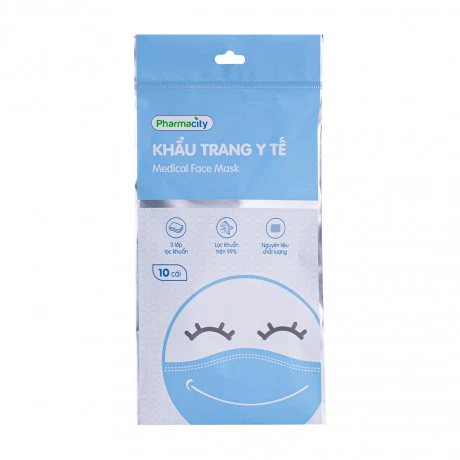 Pharmacity
KHẨU TRANG Y TẾ
Medical Face Mask
3 lớp
lọc khuẩn
Lọc khuẩn
trên 99%
Nguyên liệu
chất lượng
10 cái